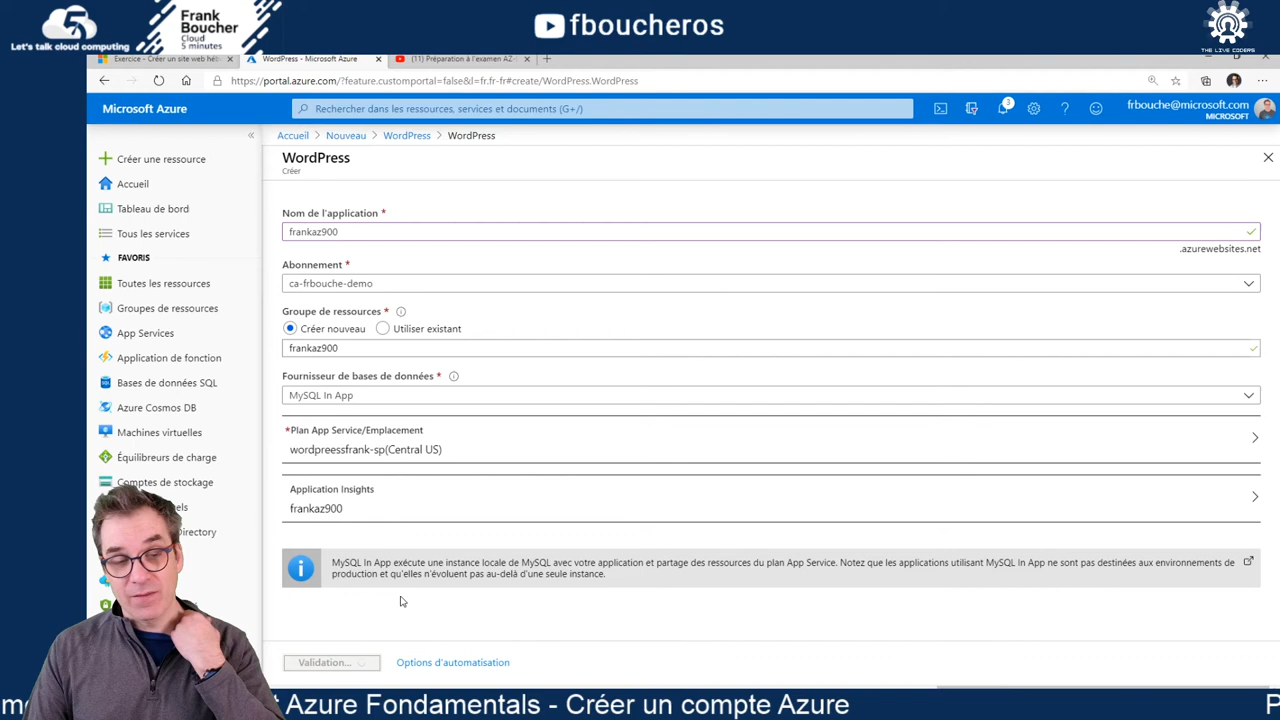 Let's talk cloud computing
5
Frank
Boucher
Cloud
5 minutes
fboucheros
THE LIVE CODERS
Exercice - Créer un site web héb
WordPress - Microsoft Azure
(11) Préparation à l'examen AZ-
https://portal.azure.com/?feature.customportal=false&l=fr.fr-fr#create/WordPress.WordPress
Microsoft Azure
Rechercher dans les ressources, services et documents (G+/)
3
frbouche@microsoft.com
MICROSOFT
Créer une ressource
Accueil
Tableau de bord
Tous les services
FAVORIS
Toutes les ressources
Groupes de ressources
App Services
Application de fonction
Bases de données SQL
Azure Cosmos DB
Machines virtuelles
Équilibreurs de charge
Comptes de stockage
els
Directory
Accueil > Nouveau > WordPress > WordPress
WordPress
Créer
Nom de l'application *
frankaz900
.azurewebsites.net
Abonnement *
ca-frbouche-demo
Groupe de ressources *
Créer nouveau Utiliser existant
frankaz900
Fournisseur de bases de données *
MySQL In App
*Plan App Service/Emplacement
wordpreessfrank-sp(Central US)
Application Insights
frankaz900
MySQL In App exécute une instance locale de MySQL avec votre application et partage des ressources du plan App Service. Notez que les applications utilisant MySQL In App ne sont pas destinées aux environnements de
production et qu'elles n'évoluent pas au-delà d'une seule instance.
Validation...
Options d'automatisation
t Azure Fondamentals - Créer un compte Azure
P